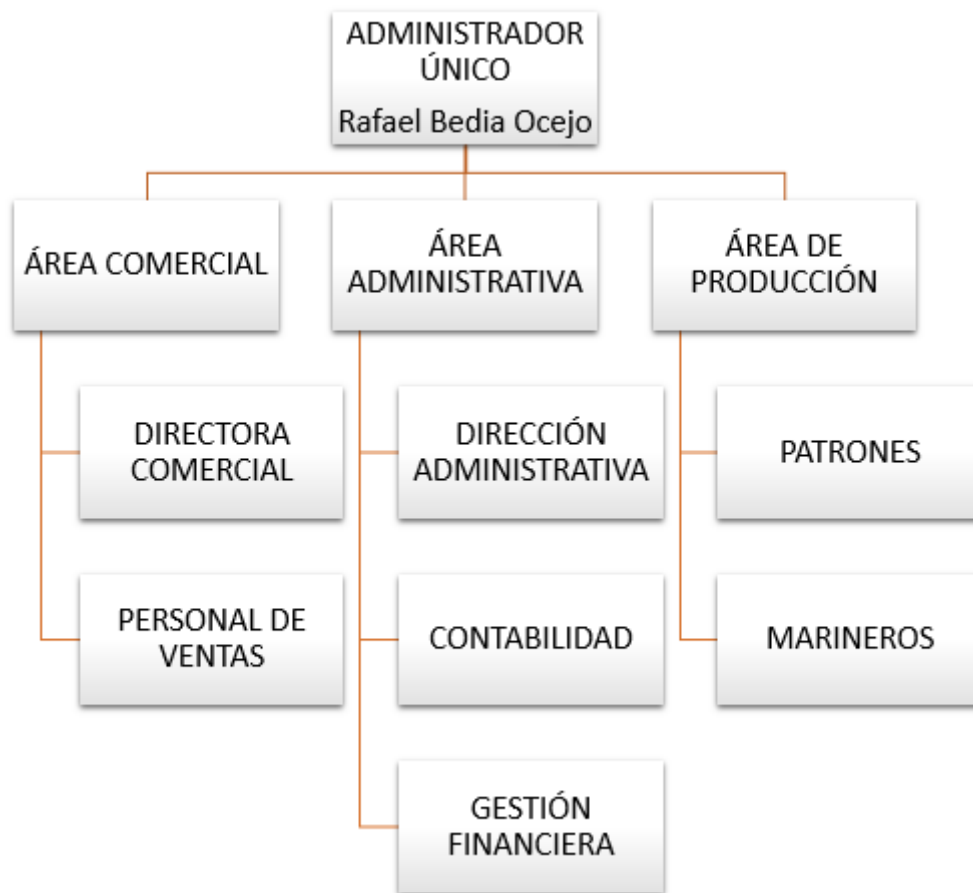 ADMINISTRADOR
ÚNICO
Rafael Bedia Ocejo
ÁREA COMERCIAL
ÁREA
ADMINISTRATIVA
ÁREA DE
PRODUCCIÓN
DIRECTORA
COMERCIAL
DIRECCIÓN
ADMINISTRATIVA
PATRONES
PERSONAL DE
VENTAS
CONTABILIDAD
MARINEROS
GESTIÓN
FINANCIERA